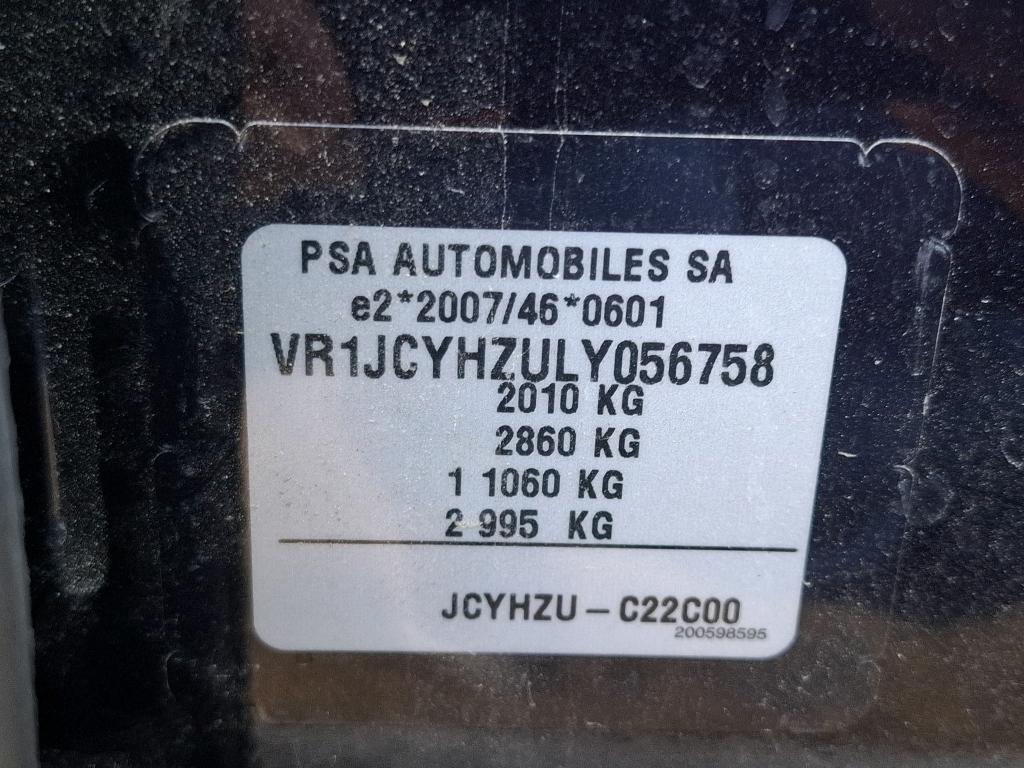 PSA AUTOMOBILES SA
e2*2007/46*0601
VR1JCYHZULY056758
2010 KG
2860 KG
1 1060 KG
2 995 KG
JCYHZU – C22C00
200598595